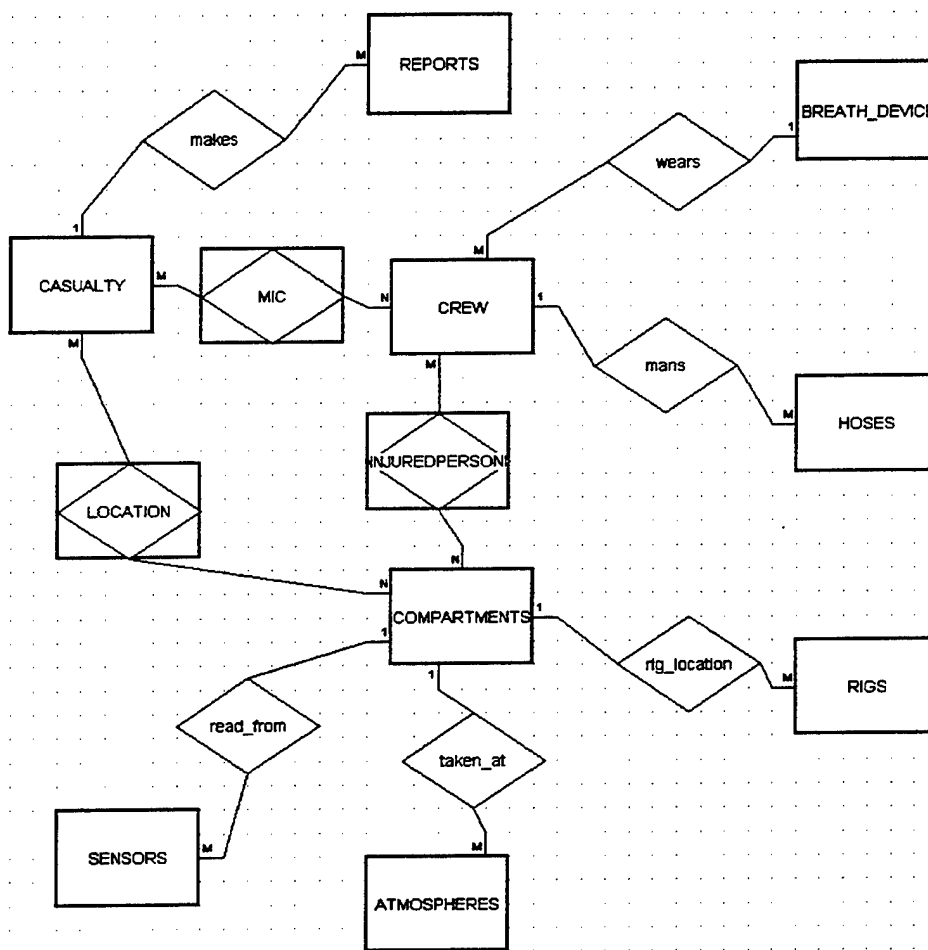 M
REPORTS
makes
BREATH_DEVICE
1
wears
1
M
CASUALTY
M
MIC
N
CREW
1
M
M
mans
M
HOSES
INJUREDPERSON
LOCATION
N
N
COMPARTMENTS
1
1
1
rig_location
M
RIGS
read_from
taken_at
M
SENSORS
M
ATMOSPHERES